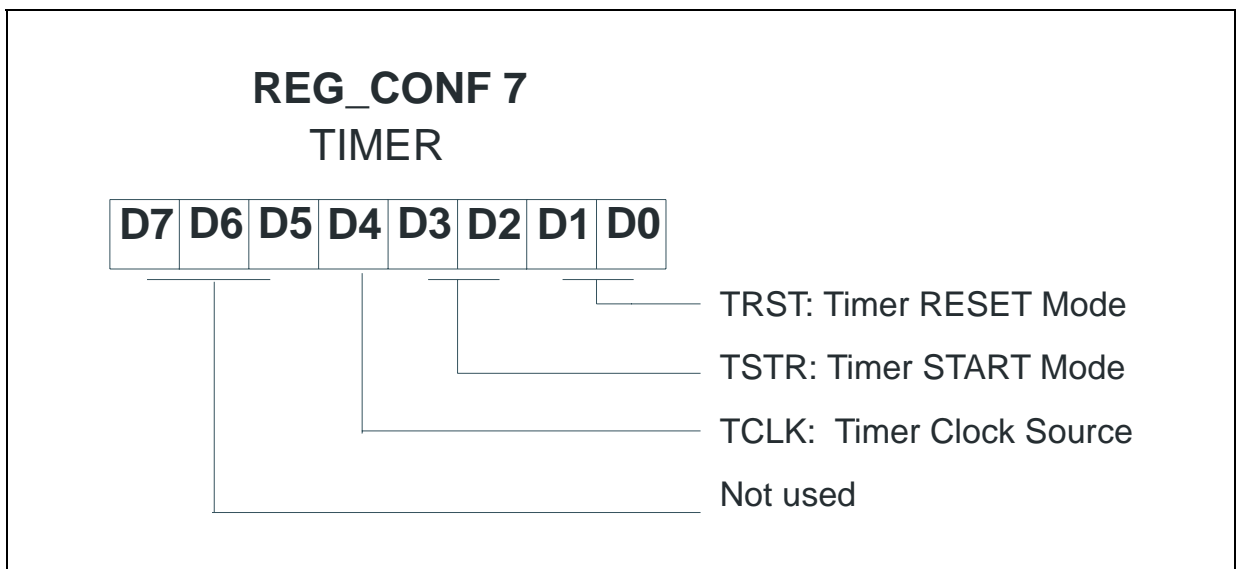 REG_CONF 7
TIMER
D7 D6 D5 D4 D3 D2 D1 D0
TRST: Timer RESET Mode
TSTR: Timer START Mode
TCLK: Timer Clock Source
Not used